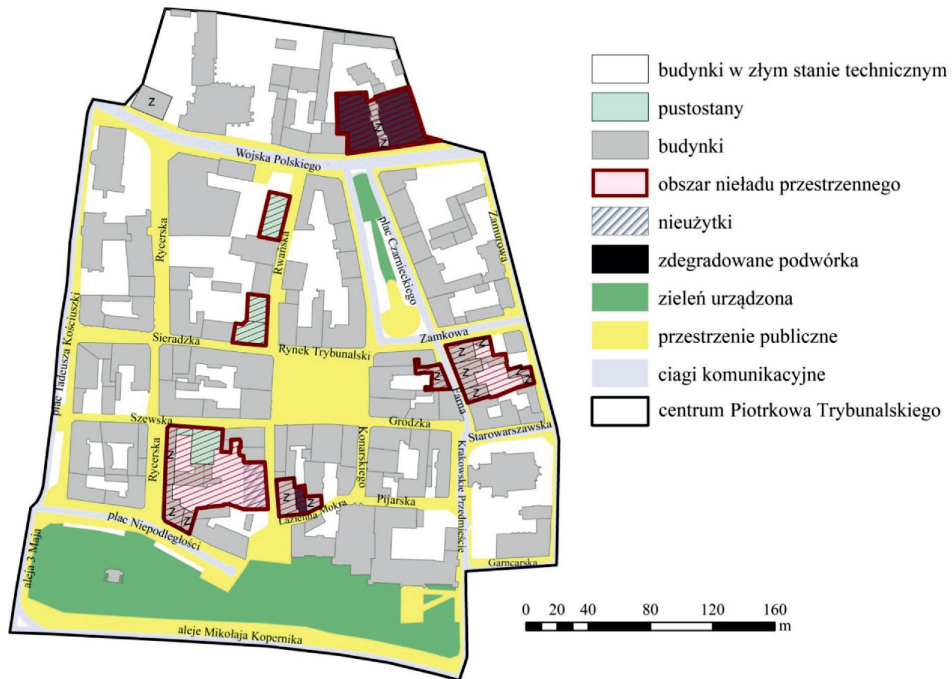 budynki w złym stanie technicznym
pustostany
budynki
obszar nieładu przestrzennego
nieużytki
zdegradowane podwórka
zieleń urządzona
przestrzenie publiczne
ciagi komunikacyjne
centrum Piotrkowa Trybunalskiego
z
Wojska Polskiego
z
z
Rycerska
Rwańska
plac Czarnieckiego
Zamurowa
plac Tadeusza Kościuszki
Sieradzka
Rynek Trybunalski
Zamkowa
z
z
z
z
z
z
z
Farna
Szewska
Grodzka
Starowarszawska
Rycerska
z
z
z
Konarskiego
Krakowskie Przedmieście
z
z
Łazienna Mokra
Pijarska
plac Niepodległości
aleja 3 Maja
Garncarska
aleje Mikołaja Kopernika
0 20 40 80 120 160
m